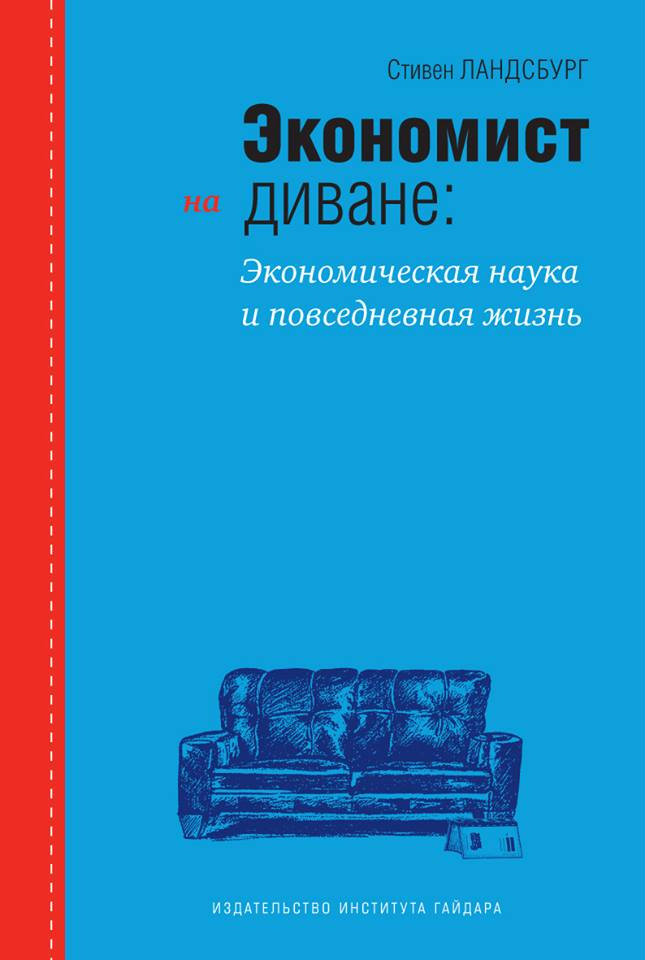 Стивен ЛАНДСБУРГ
Экономист
на диване:
Экономическая наука
и повседневная жизнь
ИЗДАТЕЛЬСТВО ИНСТИТУТА ГАЙДАРА